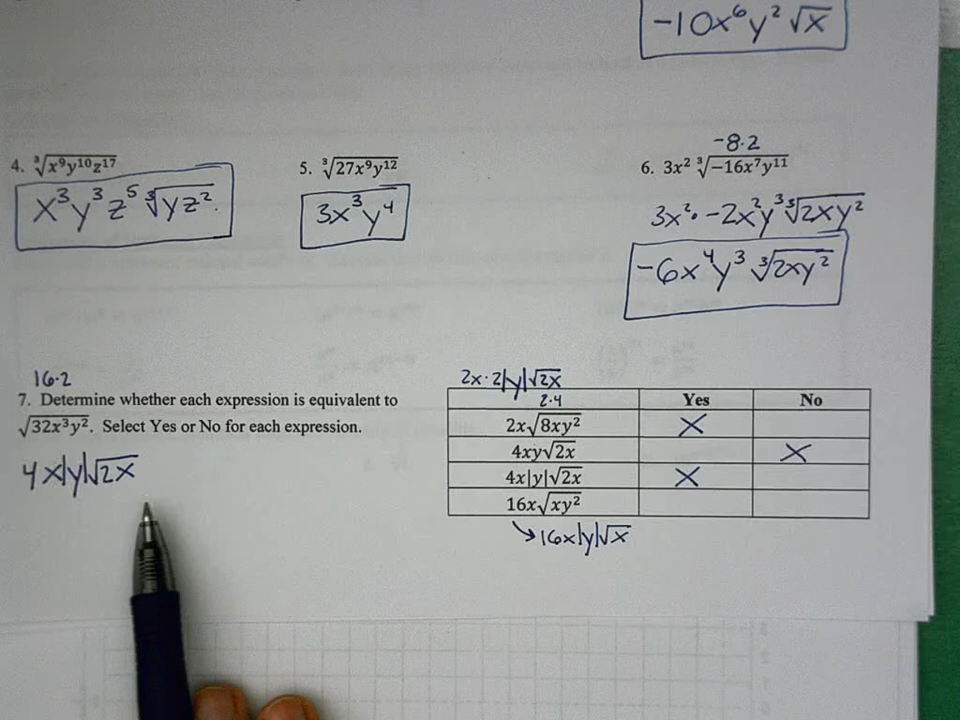 -10x⁶y²√x
4. ∛(x⁹y¹⁰z¹⁷)
x³y³z⁵∛(yz²)
5. ∛(27x⁹y¹²)
3x³y⁴
-8·2
6. 3x² ∛(-16x⁷y¹¹)
3x²·-2x²y³∛(2xy²)
-6x⁴y³ ∛(2xy²)
16·2
7. Determine whether each expression is equivalent to
√(32x³y²). Select Yes or No for each expression.
4x|y|√(2x)
2x·2|y|√(2x)
Yes No
2·4
2x√(8xy²) X
4xy√(2x) X
4x|y|√(2x) X
16x√(xy²)
↘16x|y|√x